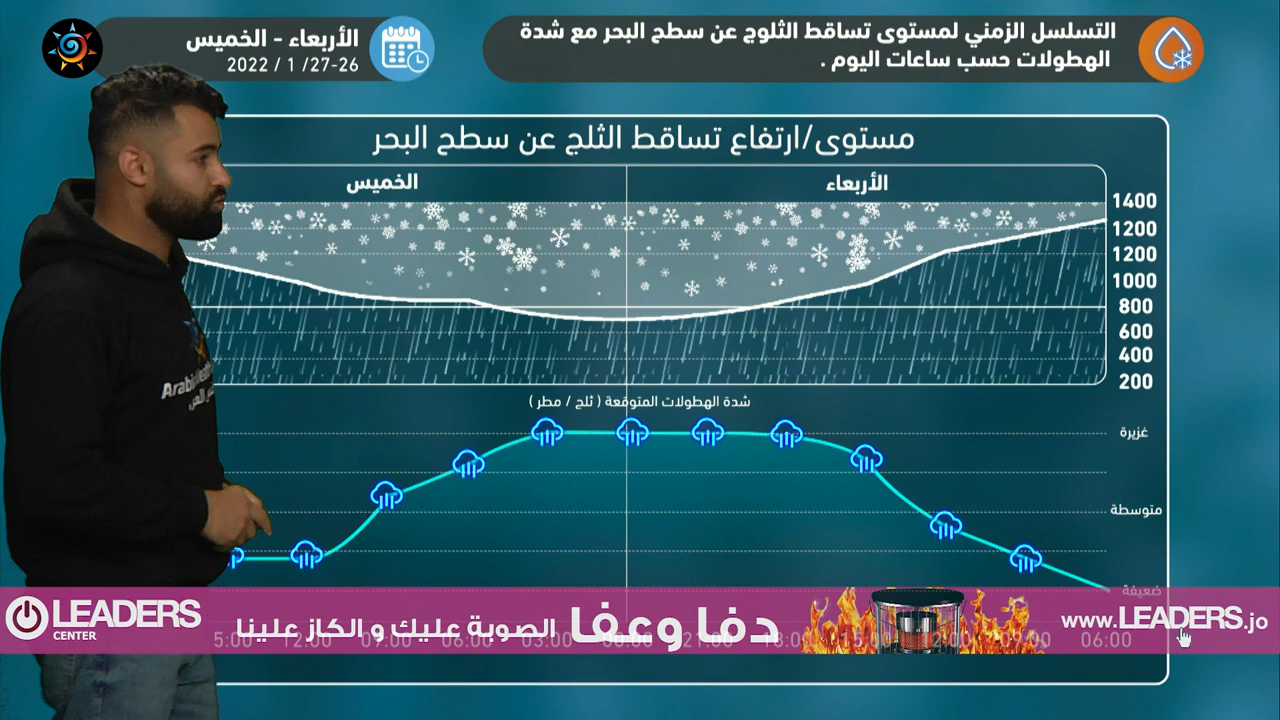 التسلسل الزمني لمستوى تساقط الثلوج عن سطح البحر مع شدة
الهطولات حسب ساعات اليوم .
الأربعاء - الخميس
2022 / 1 /27-26
مستوى/ارتفاع تساقط الثلج عن سطح البحر
الأربعاء
الخميس
1400
1200
1200
1000
800
600
400
200
شدة الهطولات المتوقعة ( ثلج / مطر )
غزيرة
متوسطة
ضعيفة
LEADERS
CENTER
دفا وعفا الصوبة عليك و الكاز علينا
www.LEADERS.jo
5:00 12:00 09:00 06:00 03:00 00:00 21:00 18:00 15:00 12:00 09:00 06:00